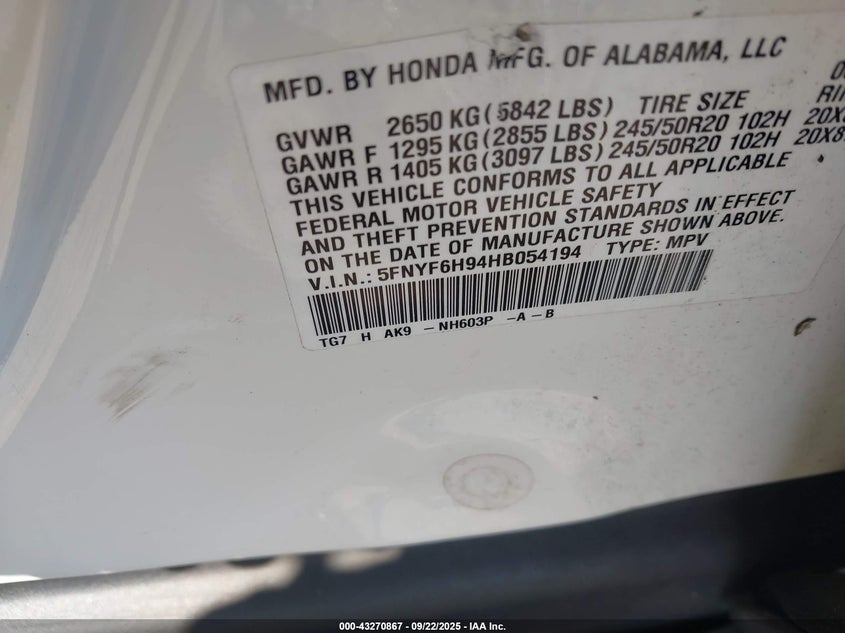 MFD. BY HONDA MFG. OF ALABAMA, LLC
GVWR 2650 KG(5842 LBS) TIRE SIZE
GAWR F 1295 KG(2855 LBS) 245/50R20 102H
GAWR R 1405 KG(3097 LBS) 245/50R20 102H
THIS VEHICLE CONFORMS TO ALL APPLICABLE
FEDERAL MOTOR VEHICLE SAFETY
AND THEFT PREVENTION STANDARDS IN EFFECT
ON THE DATE OF MANUFACTURE SHOWN ABOVE.
V.I.N.: 5FNYF6H94HB054194 TYPE: MPV
TG7 H AK9 -NH603P -A-B
000-43270867 - 09/22/2025 - IAA Inc.